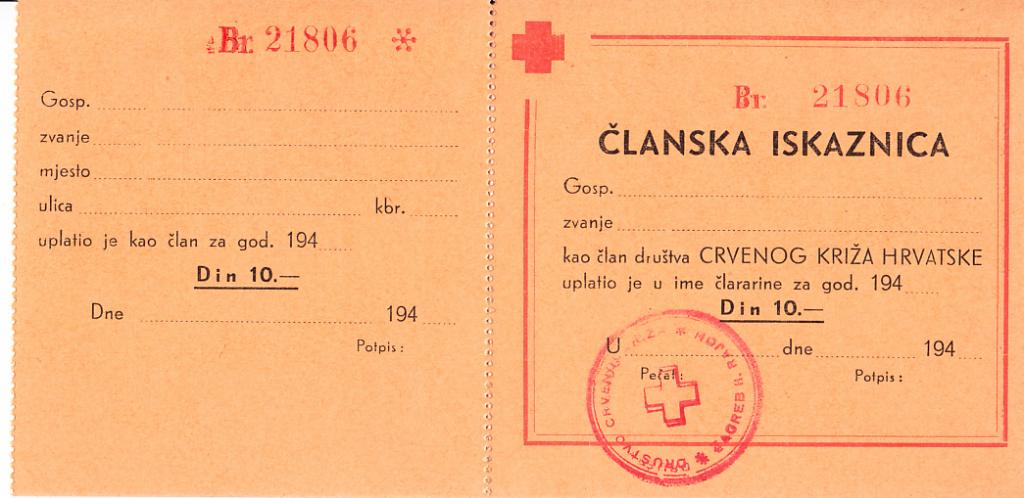 Br. 21806
Gosp.
zvanje
mjesto
ulica kbr.
uplatio je kao član za god. 194
Din 10.—
Dne 194
Potpis:
Br. 21806
ČLANSKA ISKAZNICA
Gosp.
zvanje
kao član društva CRVENOG KRIŽA HRVATSKE
uplatio je u ime člararine za god. 194
Din 10.—
U dne 194
Pečat: Potpis:
DRUŠTVO CRVENOG
ZAGREB II. RAJON